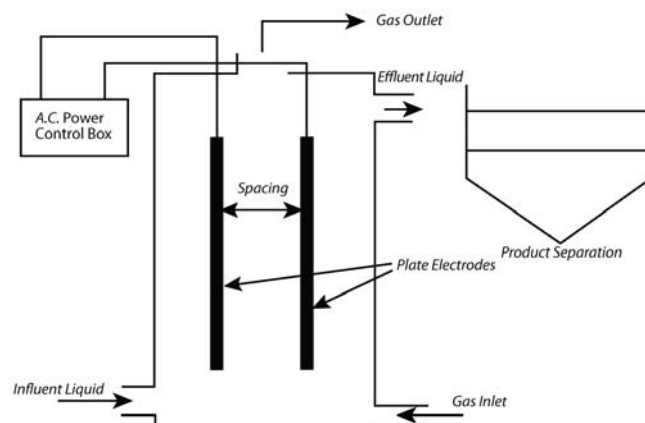 Gas Outlet
Effluent Liquid
A.C. Power
Control Box
Spacing
Product Separation
Plate Electrodes
Influent Liquid
Gas Inlet